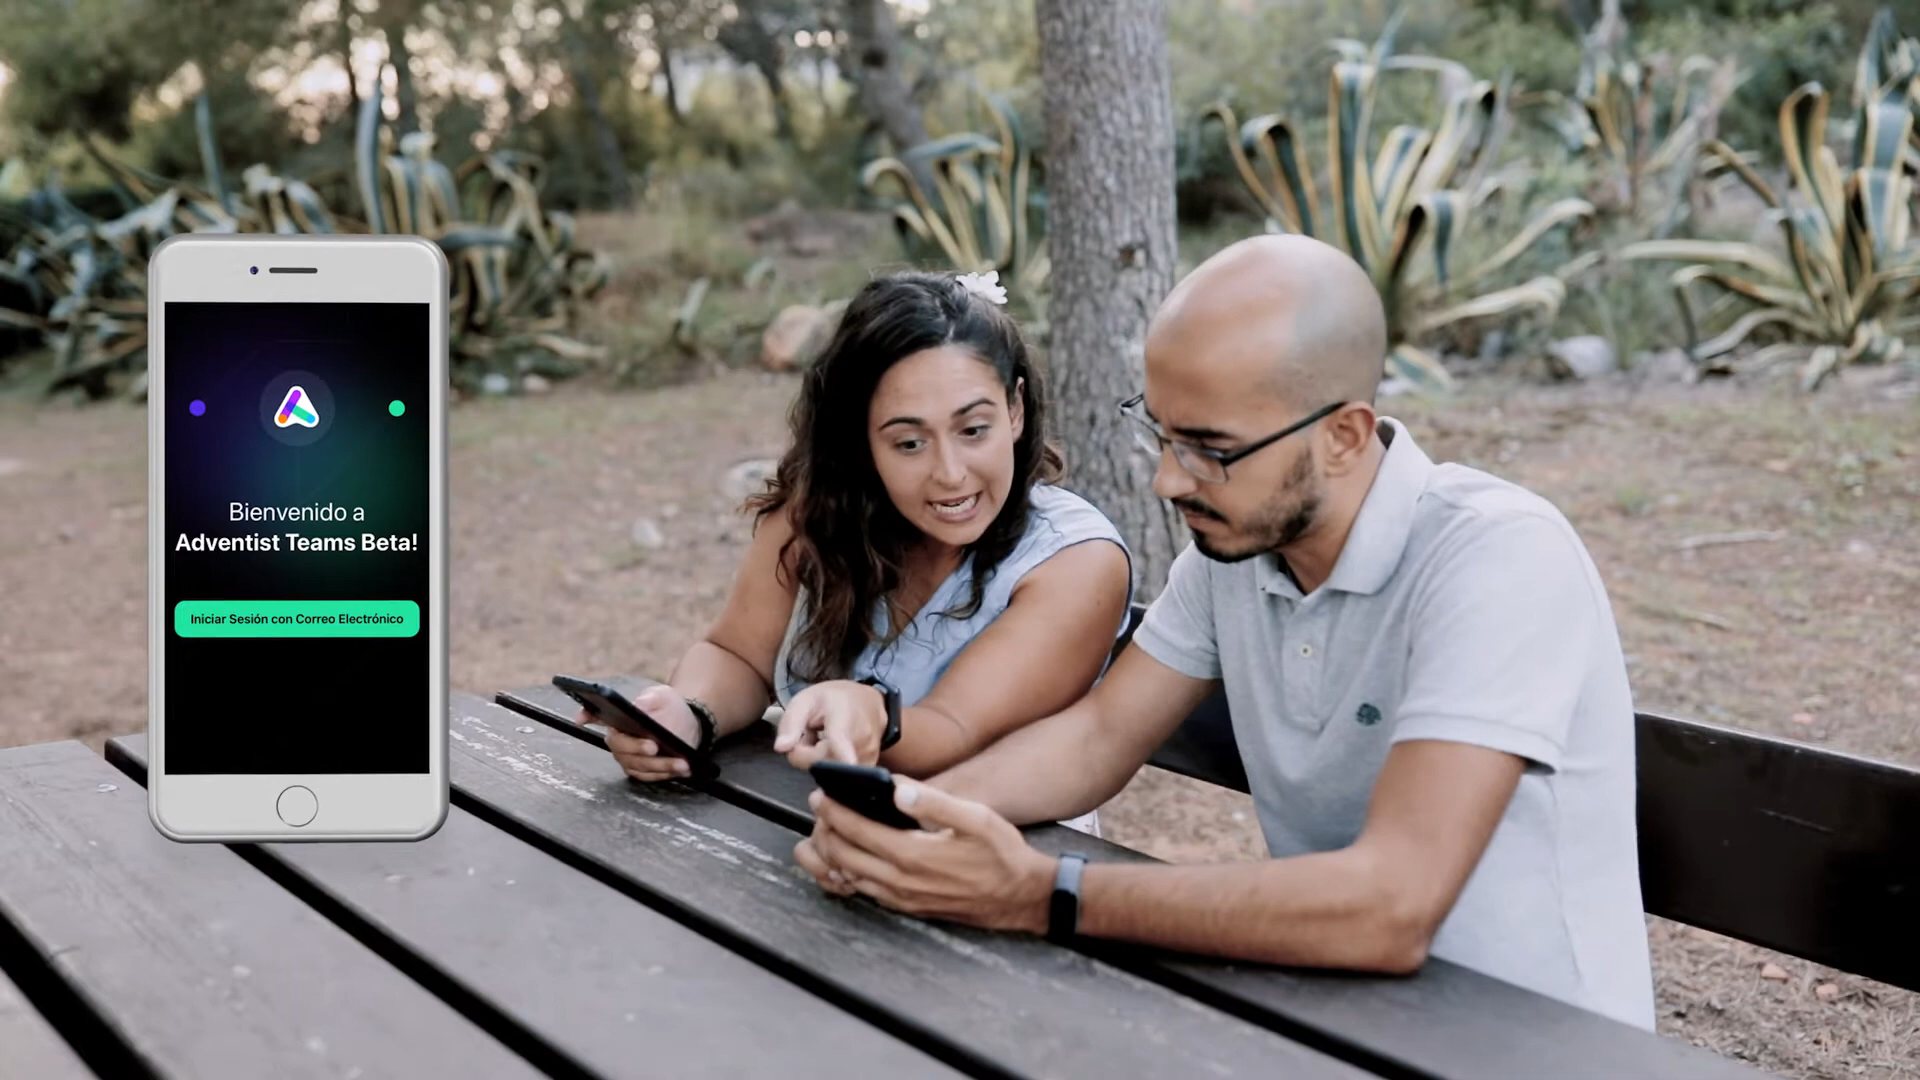 Bienvenido a
Adventist Teams Beta!
Iniciar Sesión con Correo Electrónico